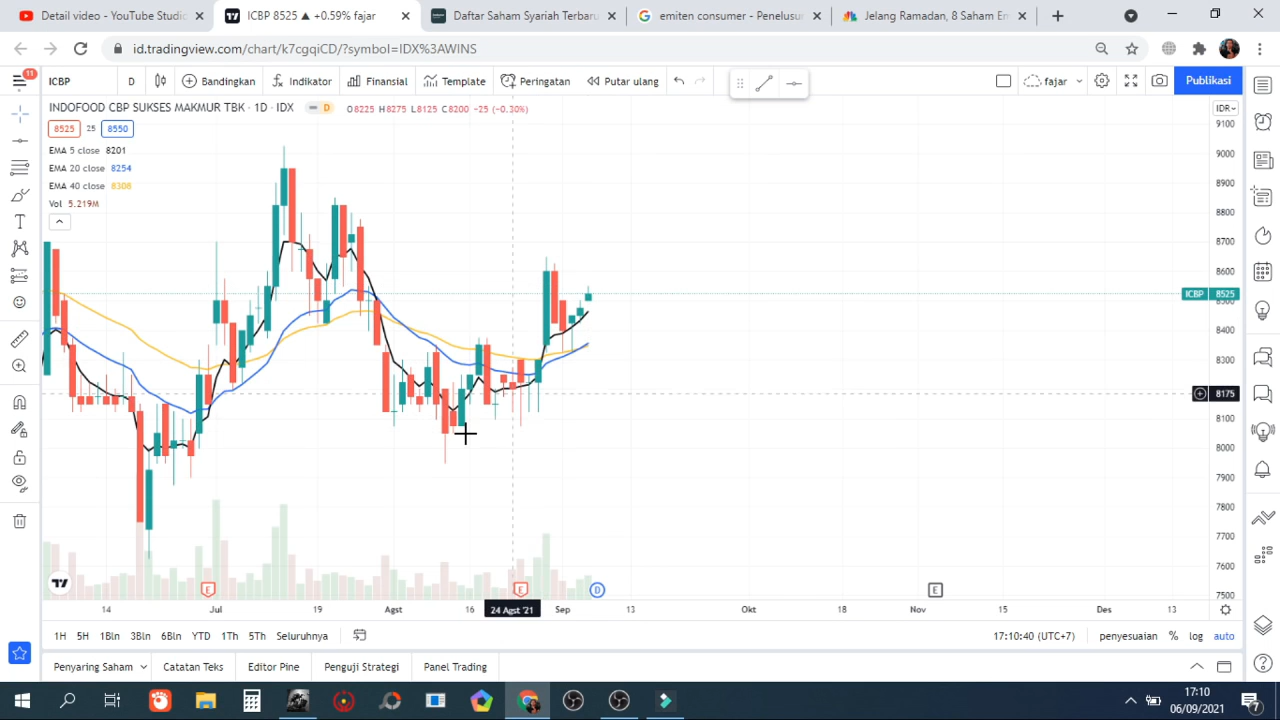 Detail video - YouTube Studio
ICBP 8525 ▲ +0.59% fajar
Daftar Saham Syariah Terbaru
emiten consumer - Penelusur
Jelang Ramadan, 8 Saham Em
id.tradingview.com/chart/k7cgqiCD/?symbol=IDX%3AWINS
11
ICBP
D
Bandingkan
Indikator
Finansial
Template
Peringatan
Putar ulang
fajar
Publikasi
INDOFOOD CBP SUKSES MAKMUR TBK · 1D · IDX
D
O8225 H8275 L8125 C8200 −25 (−0.30%)
IDR
8525 25 8550
EMA 5 close 8201
EMA 20 close 8254
EMA 40 close 8308
Vol 5.219M
9100
9000
8900
8800
8700
8600
ICBP 8525
8500
8400
8300
8175
8100
8000
7900
7800
7700
7600
7500
E
E
D
E
14
Jul
19
Agst
16
24 Agst '21
Sep
13
Okt
18
Nov
15
Des
13
1H 5H 1Bln 3Bln 6Bln YTD 1Th 5Th Seluruhnya
17:10:40 (UTC+7)
penyesuaian % log auto
Penyaring Saham
Catatan Teks
Editor Pine
Penguji Strategi
Panel Trading
17:10
06/09/2021
7